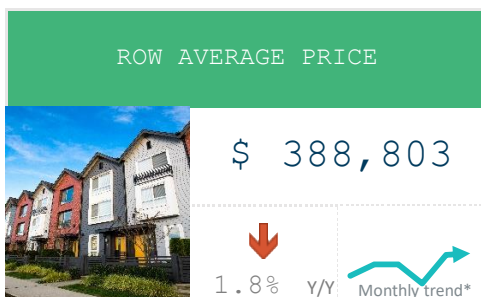 ROW AVERAGE PRICE
$ 388,803
1.8% Y/Y
Monthly trend*